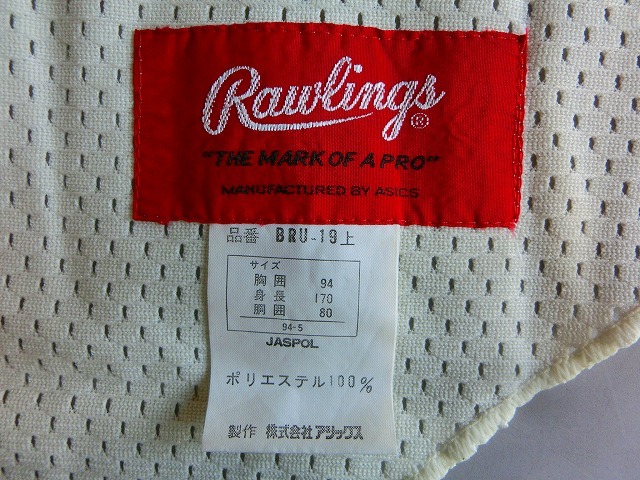 Rawlings®
"THE MARK OF A PRO"
MANUFACTURED BY ASICS
品番 BRU-19上
サイズ
胸囲 94
身長 170
胴囲 80
94-5
JASPOL
ポリエステル100%
製作 株式会社アシックス